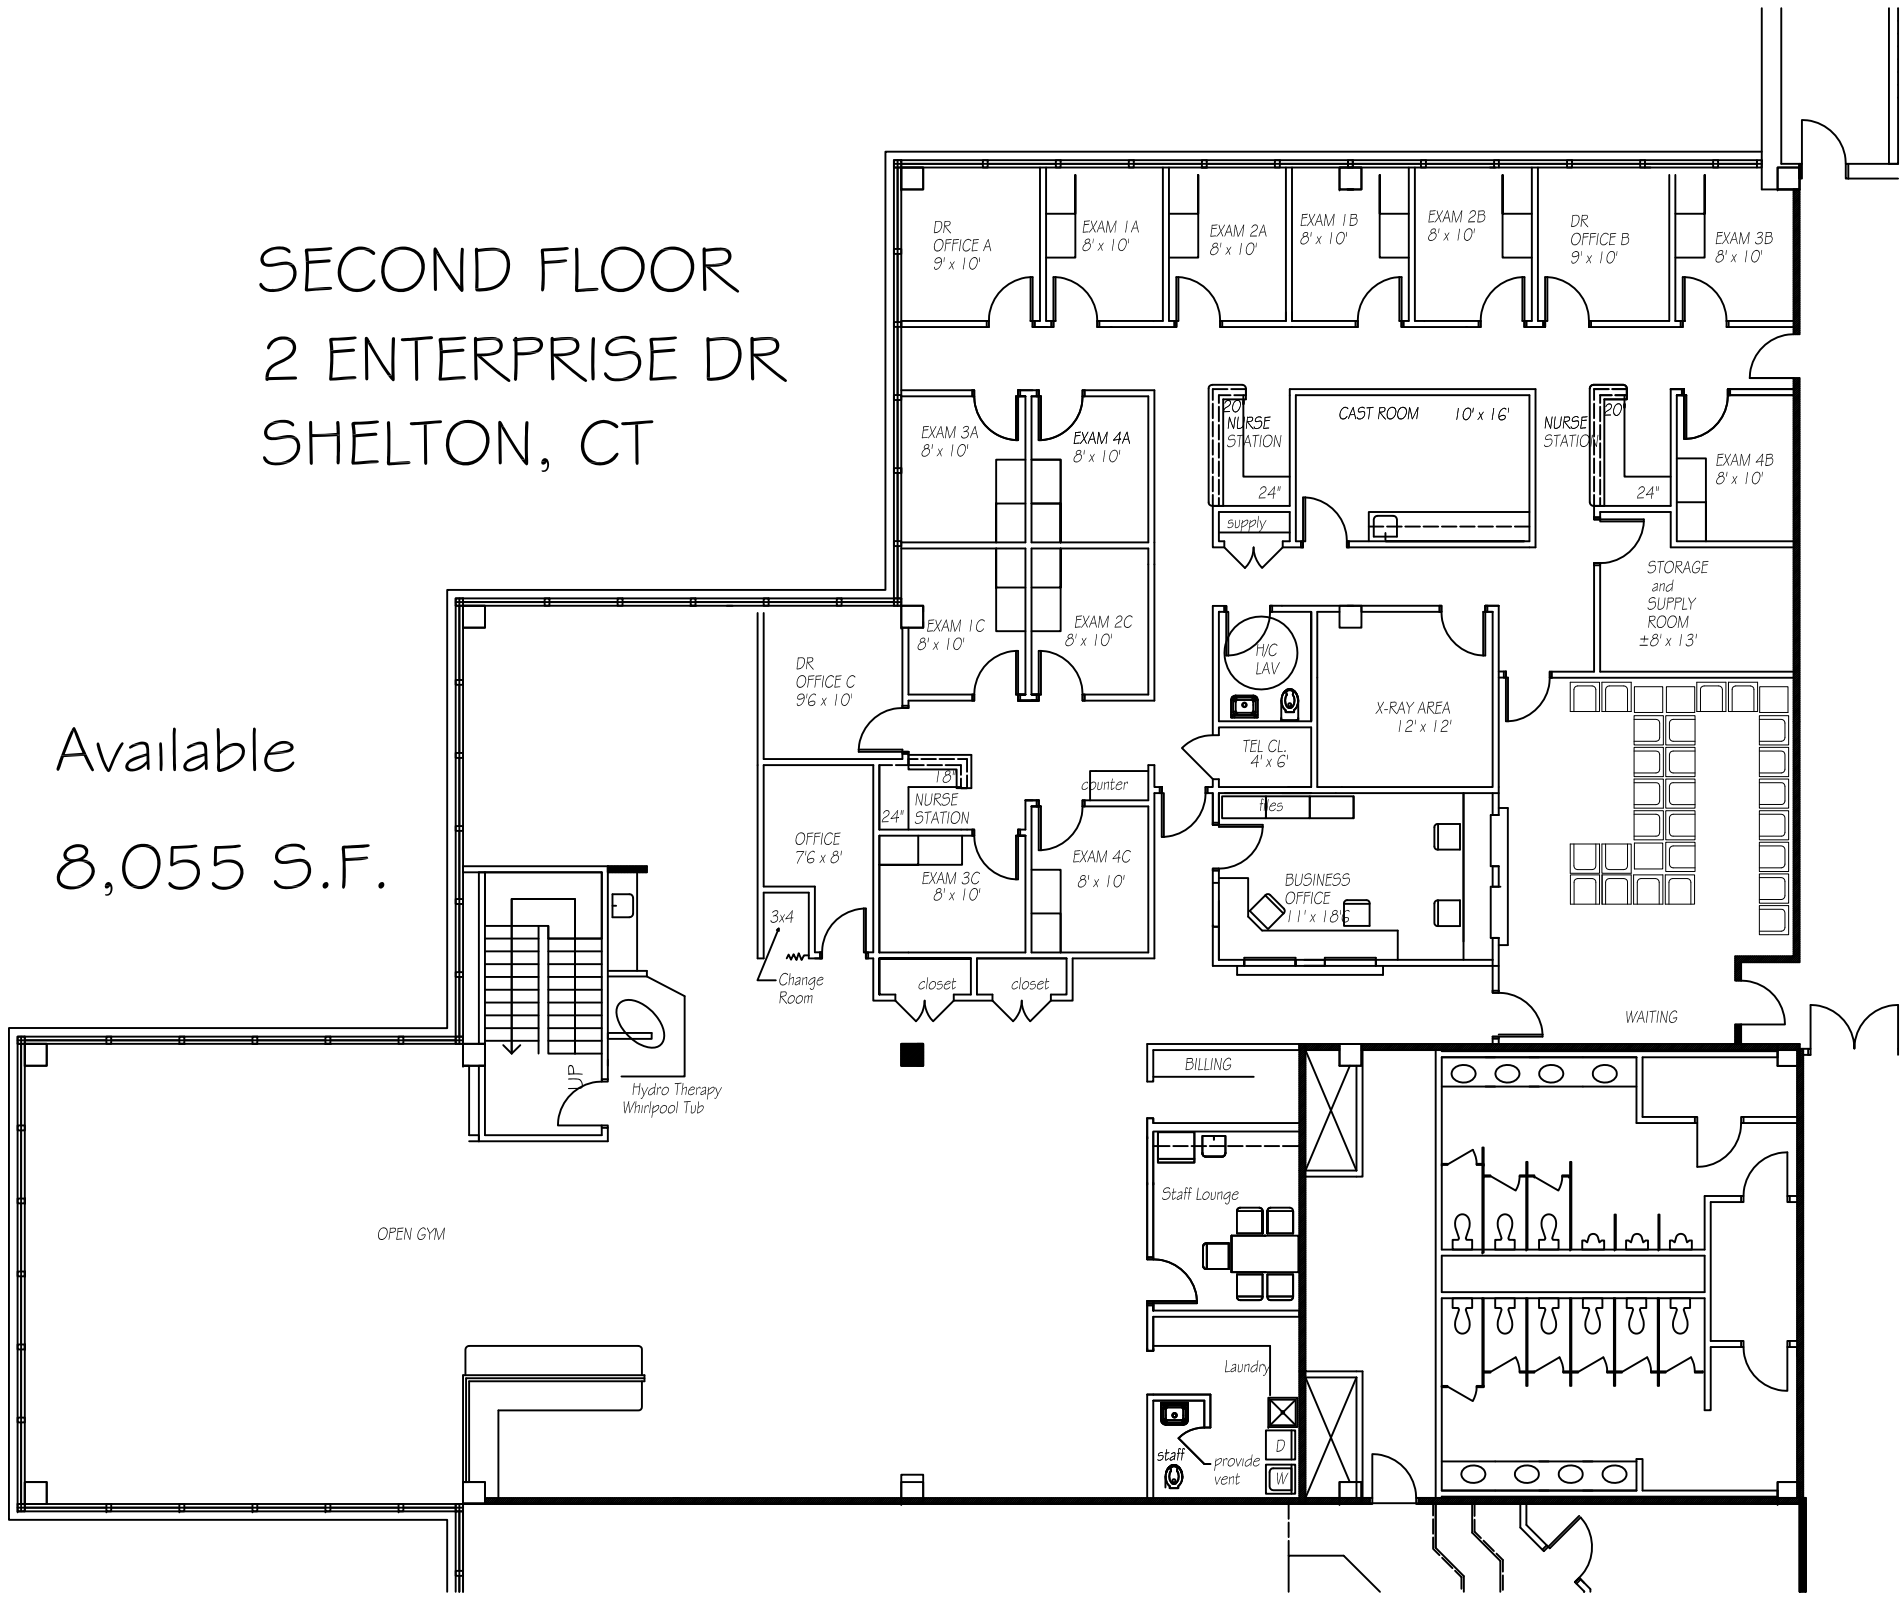 SECOND FLOOR
2 ENTERPRISE DR
SHELTON, CT
Available
8,055 S.F.
DR
OFFICE A
9' x 10'
EXAM 1A
8' x 10'
EXAM 2A
8' x 10'
EXAM 1B
8' x 10'
EXAM 2B
8' x 10'
DR
OFFICE B
9' x 10'
EXAM 3B
8' x 10'
EXAM 3A
8' x 10'
EXAM 4A
8' x 10'
20"
NURSE
STATION
24"
supply
CAST ROOM 10' x 16'
NURSE
STATION
20"
24"
EXAM 4B
8' x 10'
STORAGE
and
SUPPLY
ROOM
±8' x 13'
EXAM 1C
8' x 10'
EXAM 2C
8' x 10'
H/C
LAV
X-RAY AREA
12' x 12'
TEL CL.
4' x 6'
DR
OFFICE C
9'6 x 10'
18"
NURSE
STATION
24"
counter
files
OFFICE
7'6 x 8'
EXAM 3C
8' x 10'
EXAM 4C
8' x 10'
BUSINESS
OFFICE
11' x 18'6
3x4
Change
Room
closet
closet
WAITING
UP
Hydro Therapy
Whirlpool Tub
BILLING
Staff Lounge
OPEN GYM
Laundry
staff
provide
vent
D
W